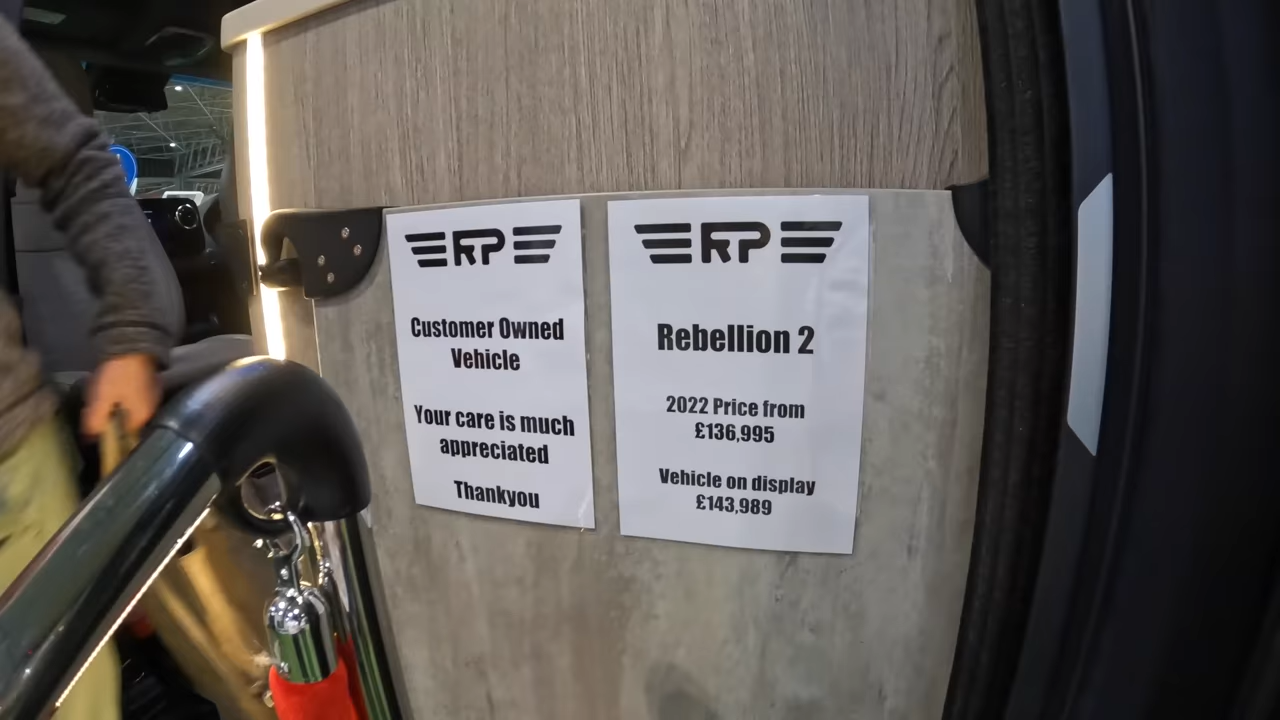 RP
Customer Owned
Vehicle
Your care is much
appreciated
Thankyou
RP
Rebellion 2
2022 Price from
£136,995
Vehicle on display
£143,989